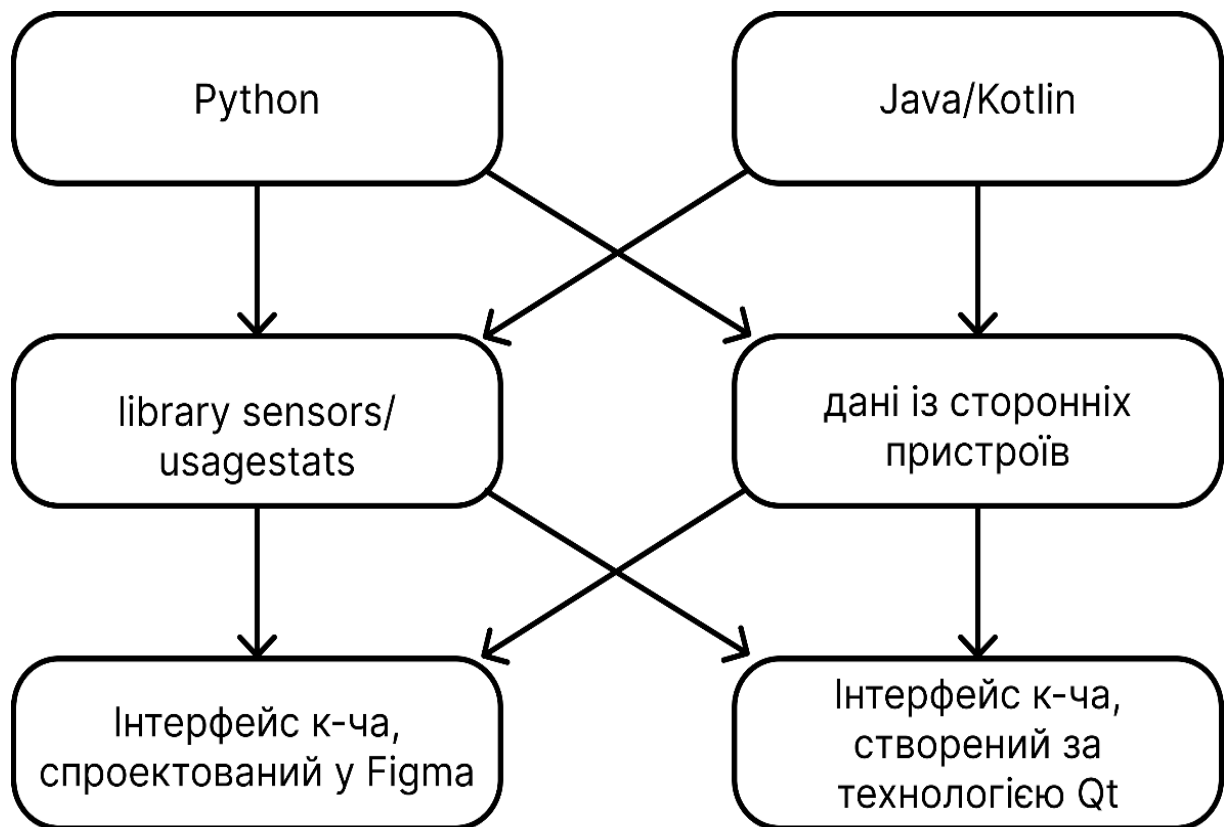 Python
Java/Kotlin
library sensors/
usagestats
дані із сторонніх
пристроїв
Інтерфейс к-ча,
спроектований у Figma
Інтерфейс к-ча,
створений за
технологією Qt